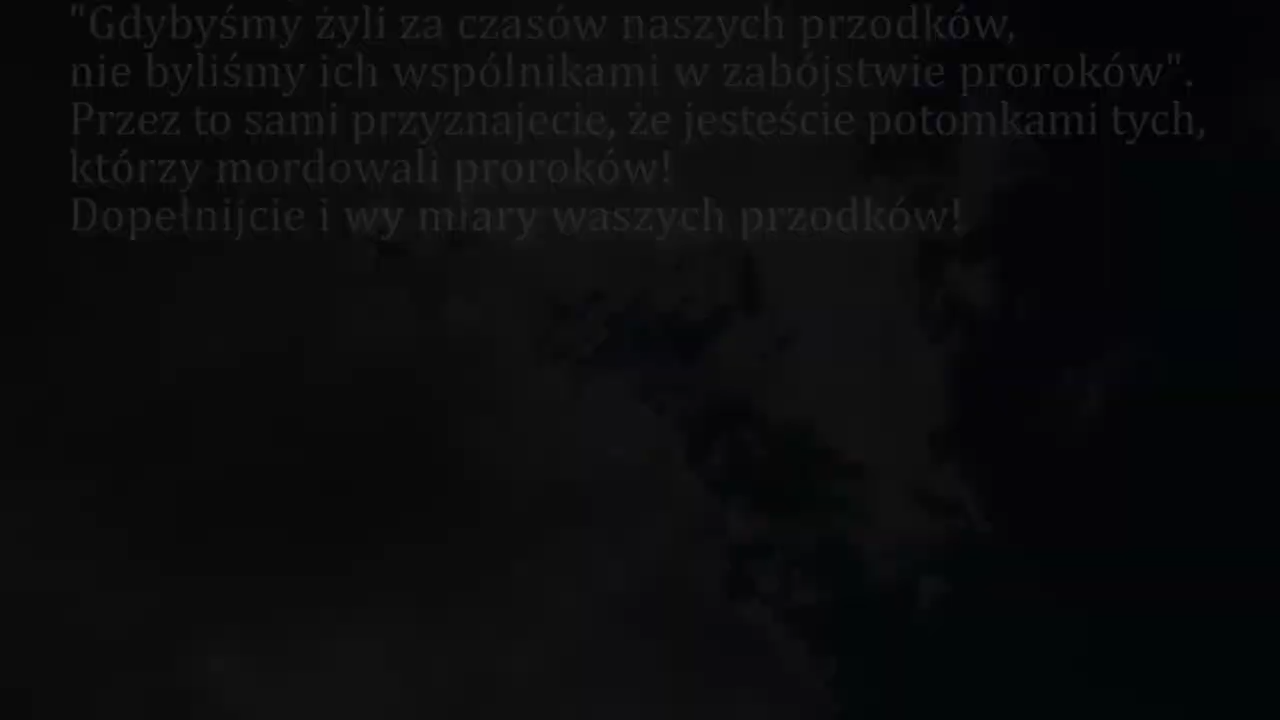 "Gdybyśmy żyli za czasów naszych przodków,
nie byliśmy ich wspólnikami w zabójstwie proroków".
Przez to sami przyznajecie, że jesteście potomkami tych,
którzy mordowali proroków!
Dopełnijcie i wy miary waszych przodków!